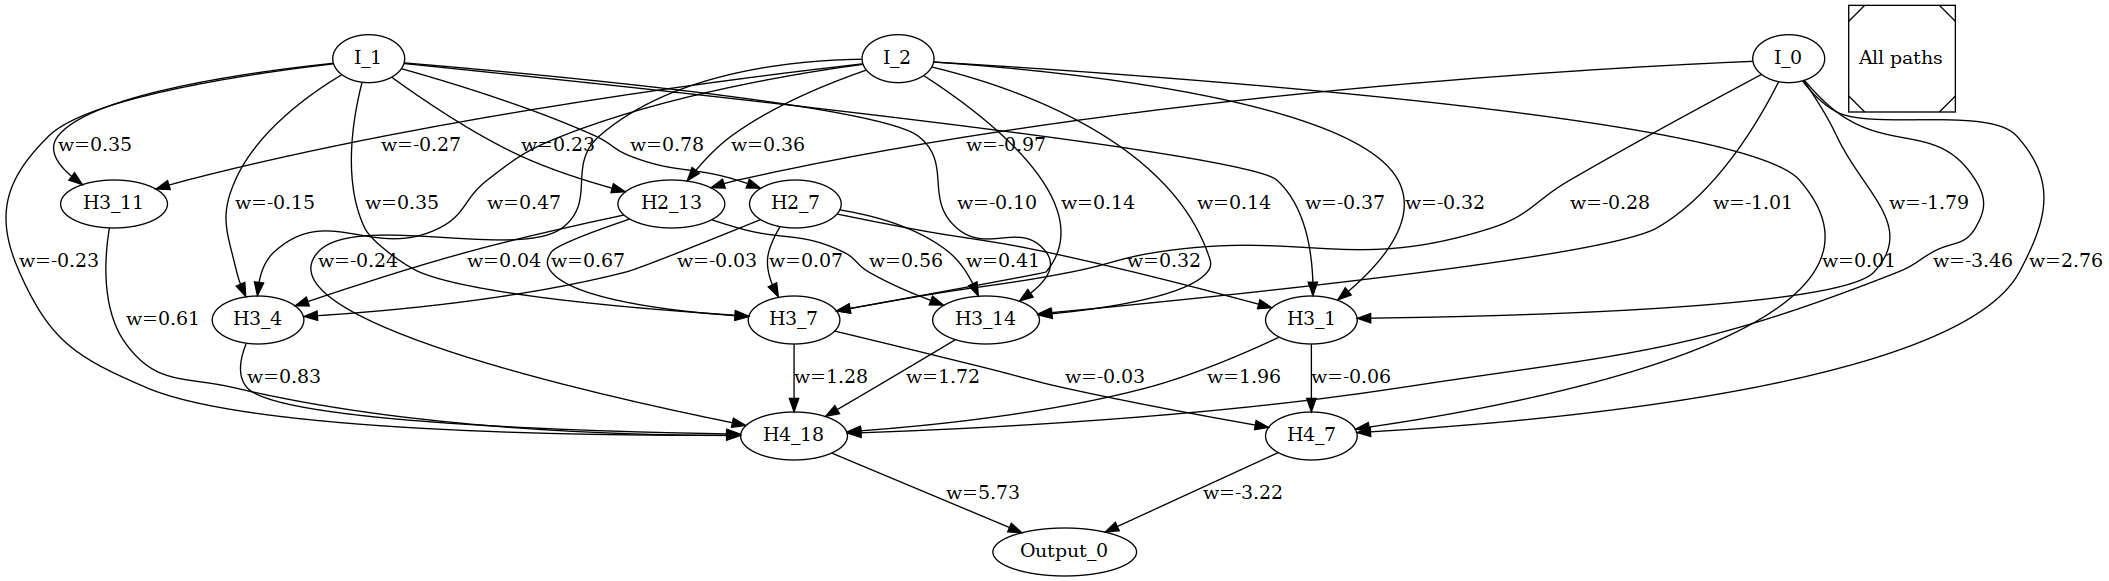 I_1
I_2
I_0
All paths
w=0.35
w=-0.27
w=0.23
w=0.78
w=0.36
w=-0.97
H3_11
H2_13
H2_7
w=-0.15
w=0.35
w=0.47
w=-0.10
w=0.14
w=0.14
w=-0.37
w=-0.32
w=-0.28
w=-1.01
w=-1.79
w=-0.23
w=-0.24
w=0.04
w=0.67
w=-0.03
w=0.07
w=0.56
w=0.41
w=0.32
w=0.01
w=-3.46
w=2.76
w=0.61
H3_4
H3_7
H3_14
H3_1
w=0.83
w=1.28
w=1.72
w=-0.03
w=1.96
w=-0.06
H4_18
H4_7
w=5.73
w=-3.22
Output_0